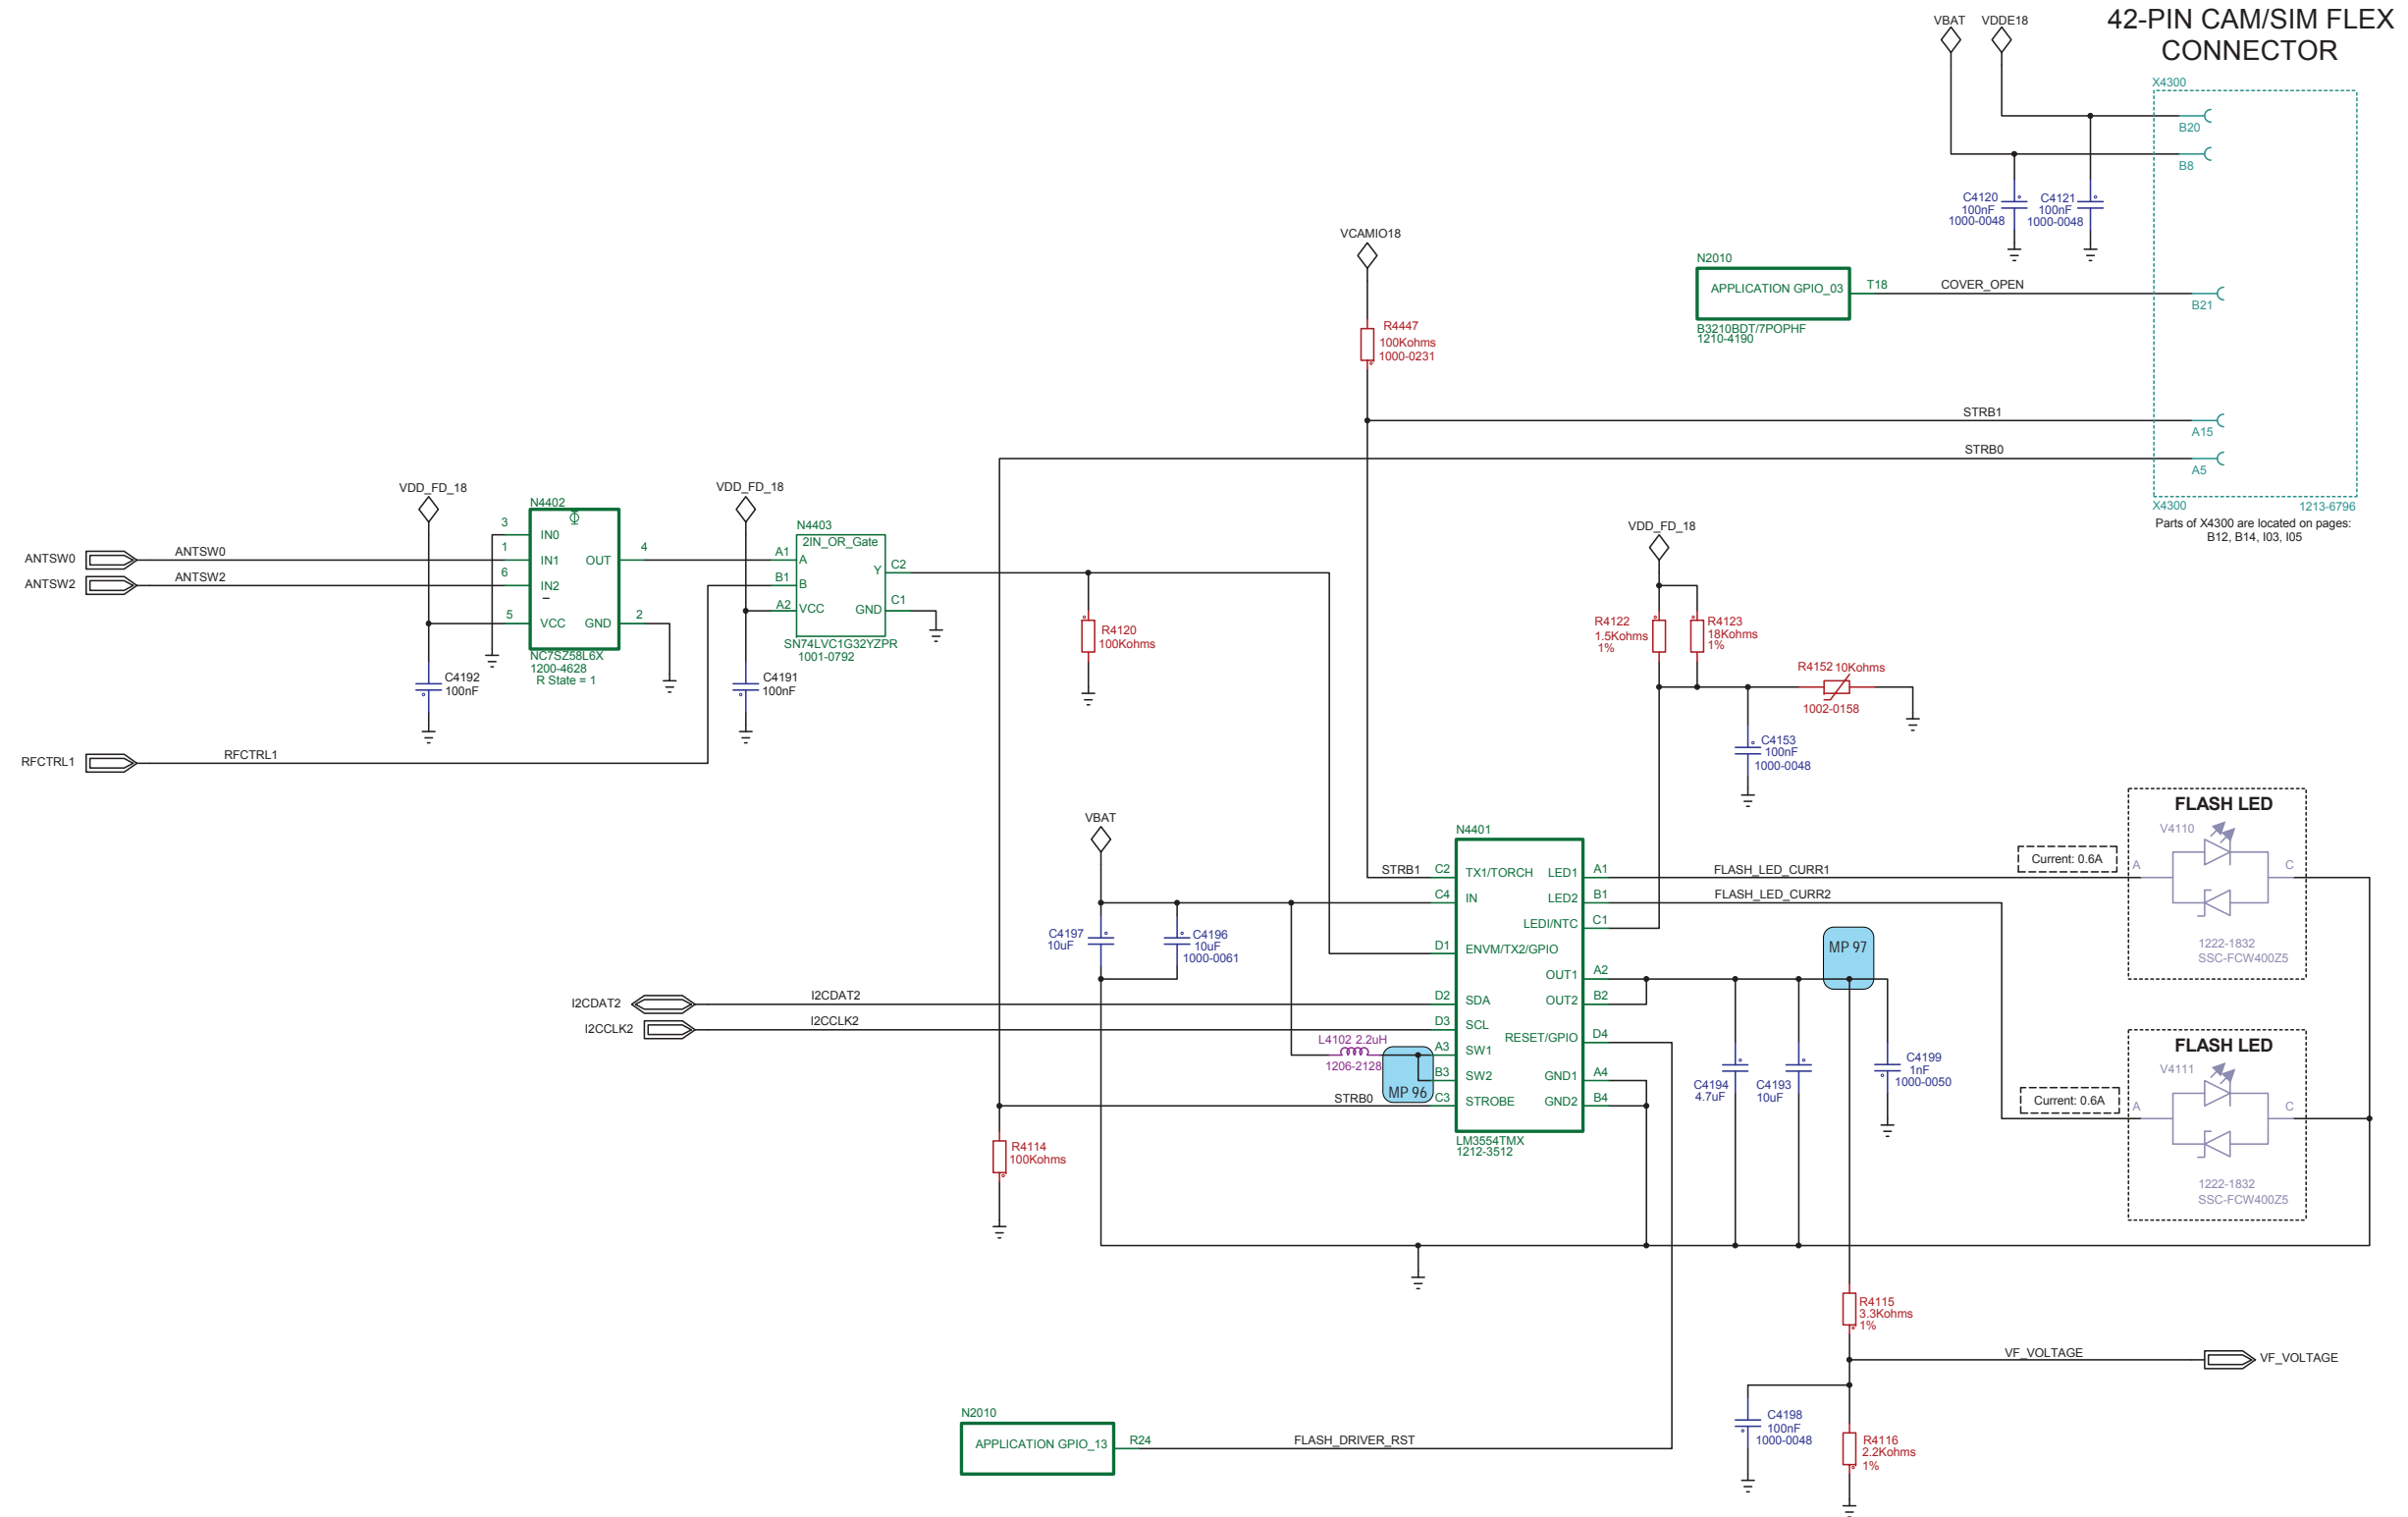 42-PIN CAM/SIM FLEX
CONNECTOR
VBAT
VDDE18
X4300
B20
B8
C4120
100nF
1000-0048
C4121
100nF
1000-0048
VCAMIO18
N2010
APPLICATION GPIO_03
T18
COVER_OPEN
B21
B3210BDT/7POPHF
1210-4190
R4447
100Kohms
1000-0231
STRB1
A15
STRB0
A5
X4300
1213-6796
Parts of X4300 are located on pages:
B12, B14, I03, I05
VDD_FD_18
N4402
3
IN0
ANTSW0
ANTSW0
1
IN1
OUT
4
ANTSW2
ANTSW2
6
IN2
5
VCC
GND
2
NC7SZ58L6X
1200-4628
R State = 1
C4192
100nF
VDD_FD_18
N4403
2IN_OR_Gate
A1
A
Y
C2
B1
B
A2
VCC
GND
C1
SN74LVC1G32YZPR
1001-0792
C4191
100nF
R4120
100Kohms
RFCTRL1
RFCTRL1
VDD_FD_18
R4122
1.5Kohms
1%
R4123
18Kohms
1%
R4152 10Kohms
1002-0158
C4153
100nF
1000-0048
VBAT
C4197
10uF
C4196
10uF
1000-0061
N4401
STRB1
C2
TX1/TORCH
LED1
A1
FLASH_LED_CURR1
C4
IN
LED2
B1
FLASH_LED_CURR2
LEDI/NTC
C1
D1
ENVM/TX2/GPIO
OUT1
A2
I2CDAT2
I2CDAT2
D2
SDA
OUT2
B2
I2CCLK2
I2CCLK2
D3
SCL
RESET/GPIO
D4
L4102 2.2uH
1206-2128
A3
SW1
B3
SW2
GND1
A4
MP 96
STRB0
C3
STROBE
GND2
B4
LM3554TMX
1212-3512
MP 97
C4194
4.7uF
C4193
10uF
C4199
1nF
1000-0050
FLASH LED
V4110
Current: 0.6A
A
C
1222-1832
SSC-FCW400Z5
FLASH LED
V4111
Current: 0.6A
A
C
1222-1832
SSC-FCW400Z5
R4114
100Kohms
R4115
3.3Kohms
1%
VF_VOLTAGE
VF_VOLTAGE
C4198
100nF
1000-0048
R4116
2.2Kohms
1%
N2010
APPLICATION GPIO_13
R24
FLASH_DRIVER_RST